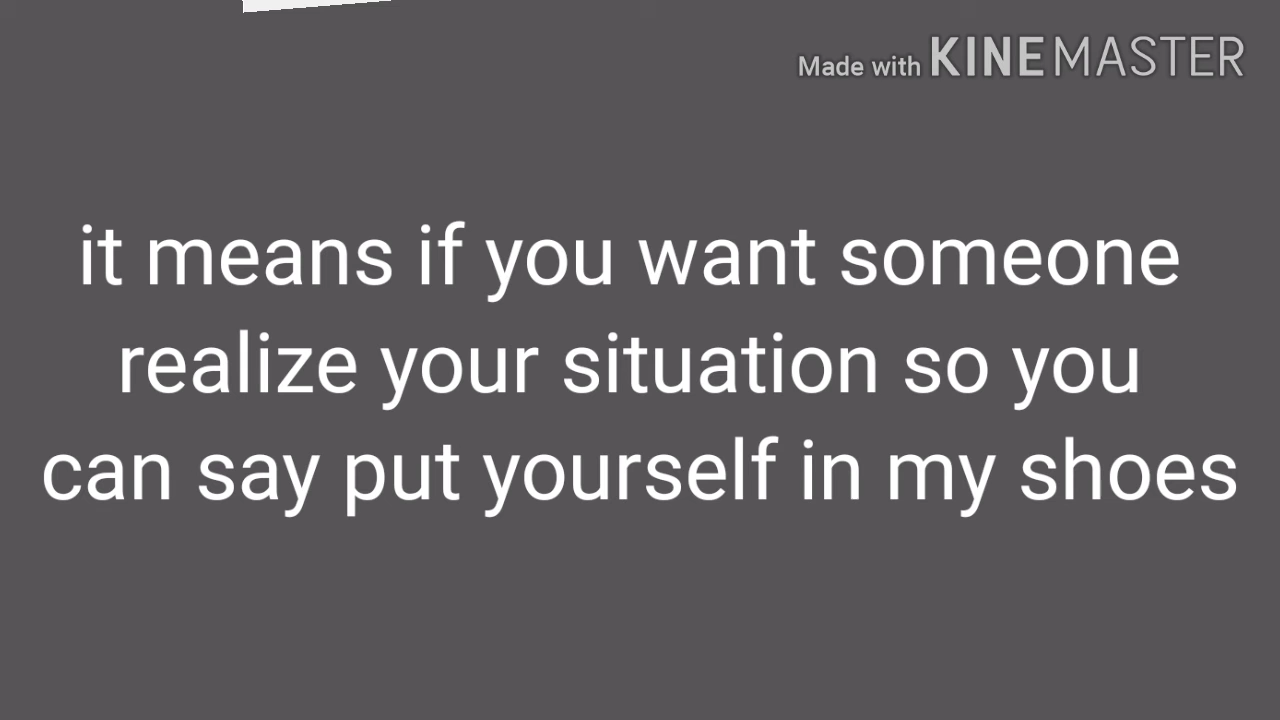 Made with KINEMASTER
it means if you want someone
realize your situation so you
can say put yourself in my shoes